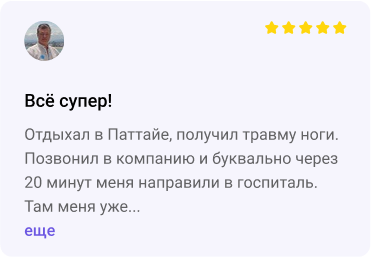 Всё супер!
Отдыхал в Паттайе, получил травму ноги.
Позвонил в компанию и буквально через
20 минут меня направили в госпиталь.
Там меня уже...
еще